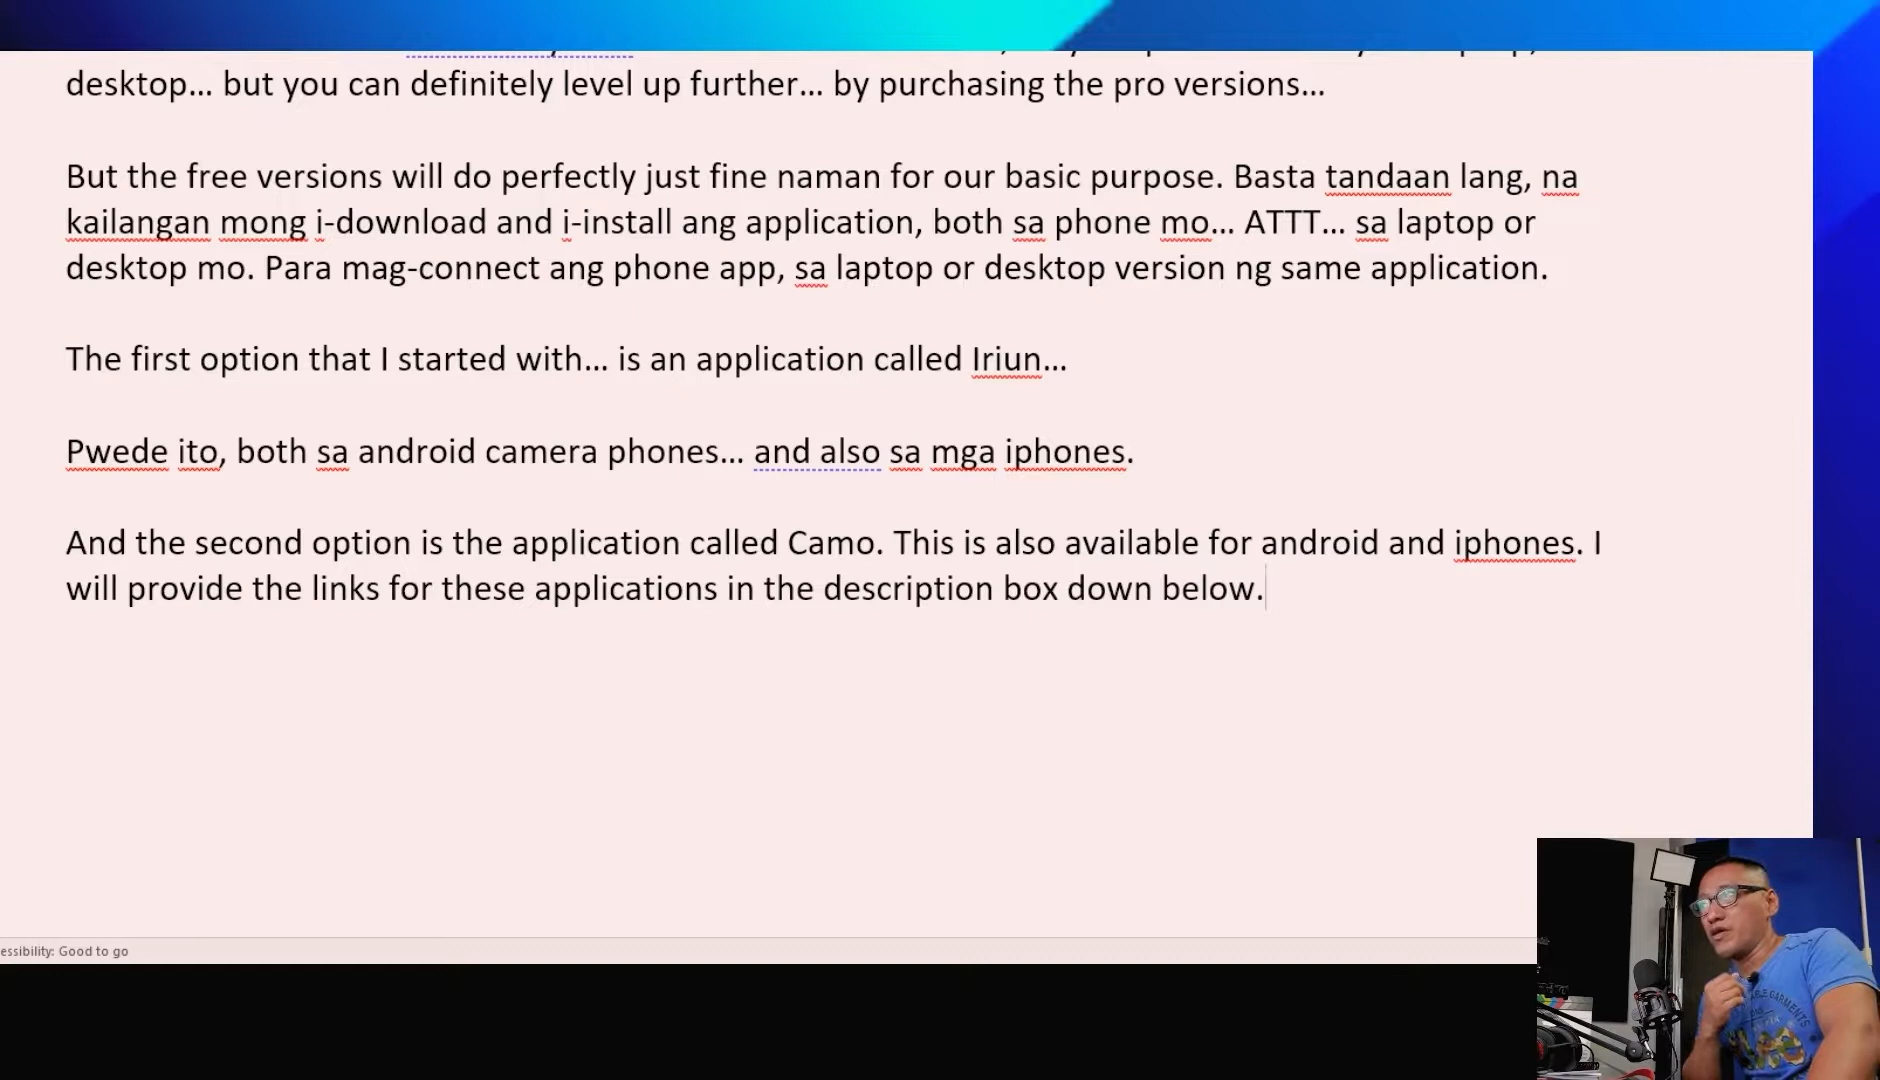 desktop... but you can definitely level up further... by purchasing the pro versions...
But the free versions will do perfectly just fine naman for our basic purpose. Basta tandaan lang, na
kailangan mong i-download and i-install ang application, both sa phone mo... ATTT... sa laptop or
desktop mo. Para mag-connect ang phone app, sa laptop or desktop version ng same application.
The first option that I started with... is an application called Iriun...
Pwede ito, both sa android camera phones... and also sa mga iphones.
And the second option is the application called Camo. This is also available for android and iphones. I
will provide the links for these applications in the description box down below.
essibility: Good to go
GARMENTS